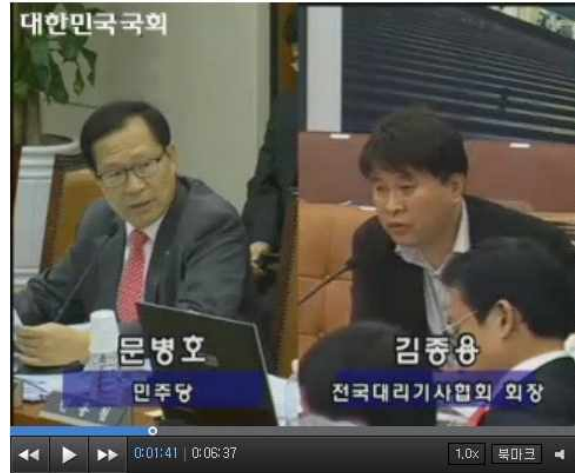 대한민국국회
문병호
민주당
김종용
전국대리기사협회 회장
0:01:41 | 0:06:37
1,0x
북마크